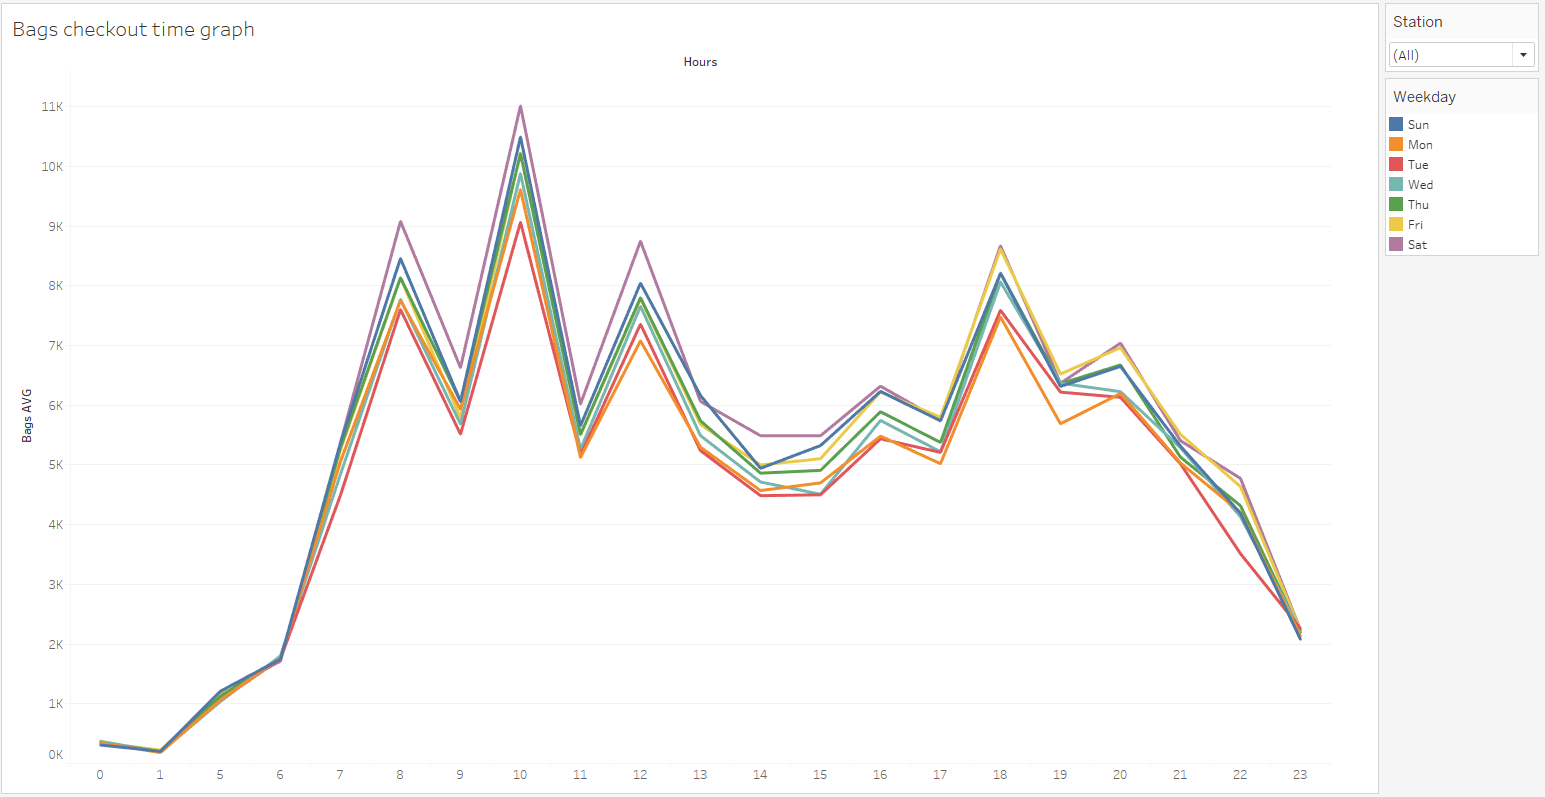 Bags checkout time graph
Hours
11K
10K
9K
8K
7K
6K
5K
4K
3K
2K
1K
0K
Bags AVG
0 1 5 6 7 8 9 10 11 12 13 14 15 16 17 18 19 20 21 22 23
Station
(All)
Weekday
Sun
Mon
Tue
Wed
Thu
Fri
Sat